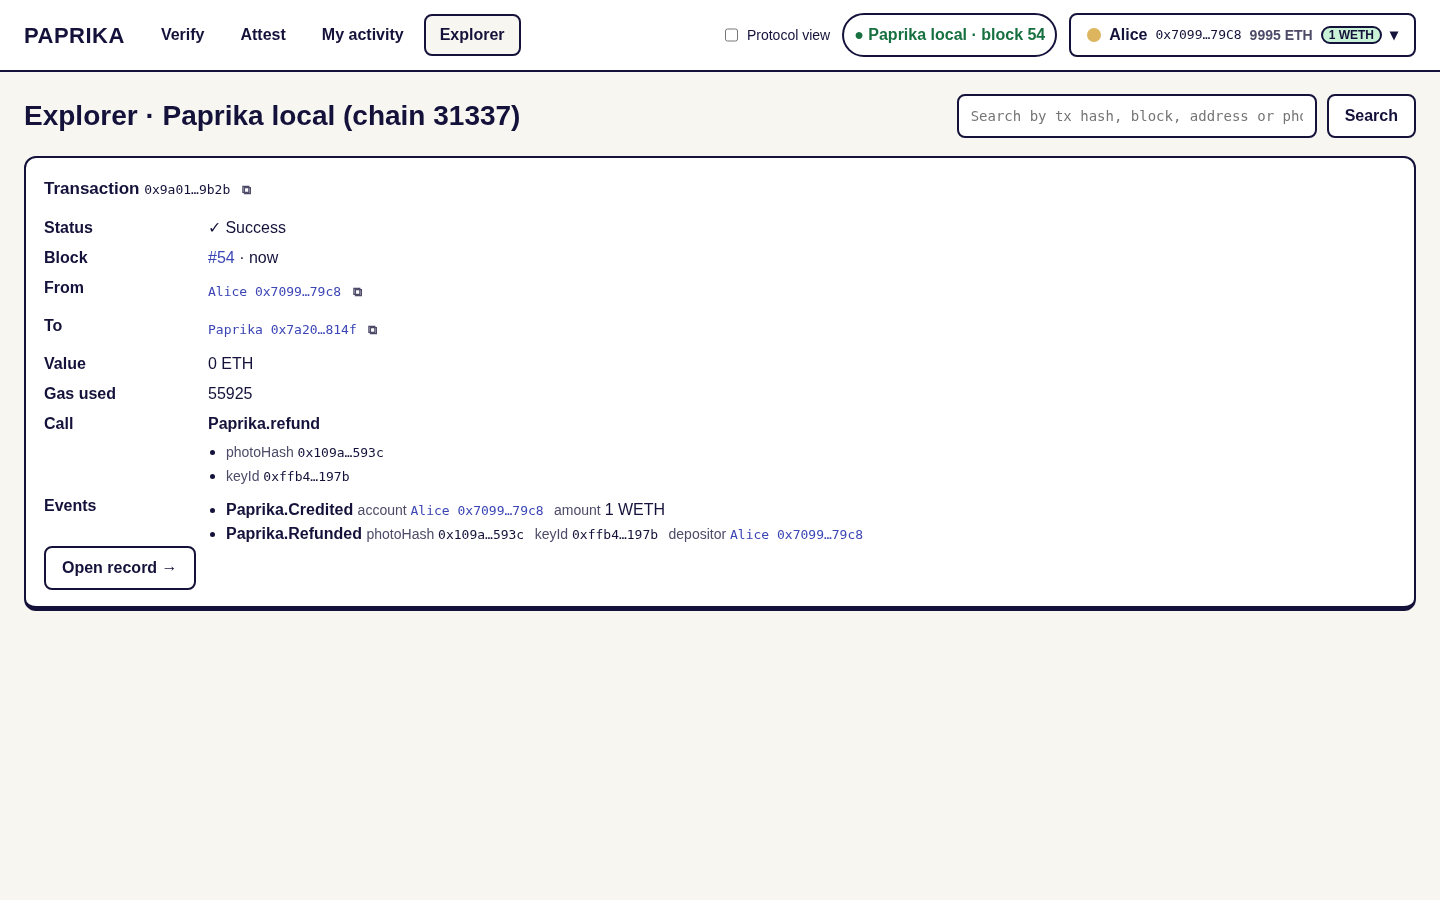 PAPRIKA Verify Attest My activity Explorer Protocol view ● Paprika local · block 54 Alice 0x7099…79C8 9995 ETH 1 WETH ▼
Explorer · Paprika local (chain 31337) Search by tx hash, block, address or pho Search
Transaction 0x9a01…9b2b ⧉
Status ✓ Success
Block #54 · now
From Alice 0x7099…79c8 ⧉
To Paprika 0x7a20…814f ⧉
Value 0 ETH
Gas used 55925
Call Paprika.refund
• photoHash 0x109a…593c
• keyId 0xffb4…197b
Events • Paprika.Credited account Alice 0x7099…79c8 amount 1 WETH
• Paprika.Refunded photoHash 0x109a…593c keyId 0xffb4…197b depositor Alice 0x7099…79c8
Open record →